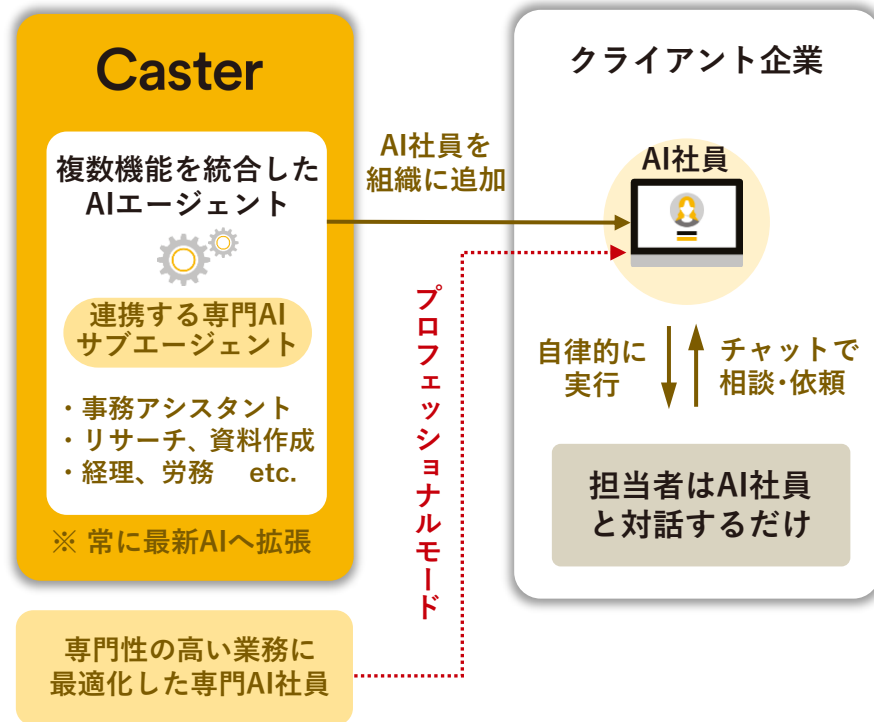 Caster
複数機能を統合した
AIエージェント
連携する専門AI
サブエージェント
・事務アシスタント
・リサーチ、資料作成
・経理、労務　etc.
※ 常に最新AIへ拡張
専門性の高い業務に
最適化した専門AI社員
AI社員を
組織に追加
プロフェッショナルモード
クライアント企業
AI社員
自律的に
実行
チャットで
相談・依頼
担当者はAI社員
と対話するだけ